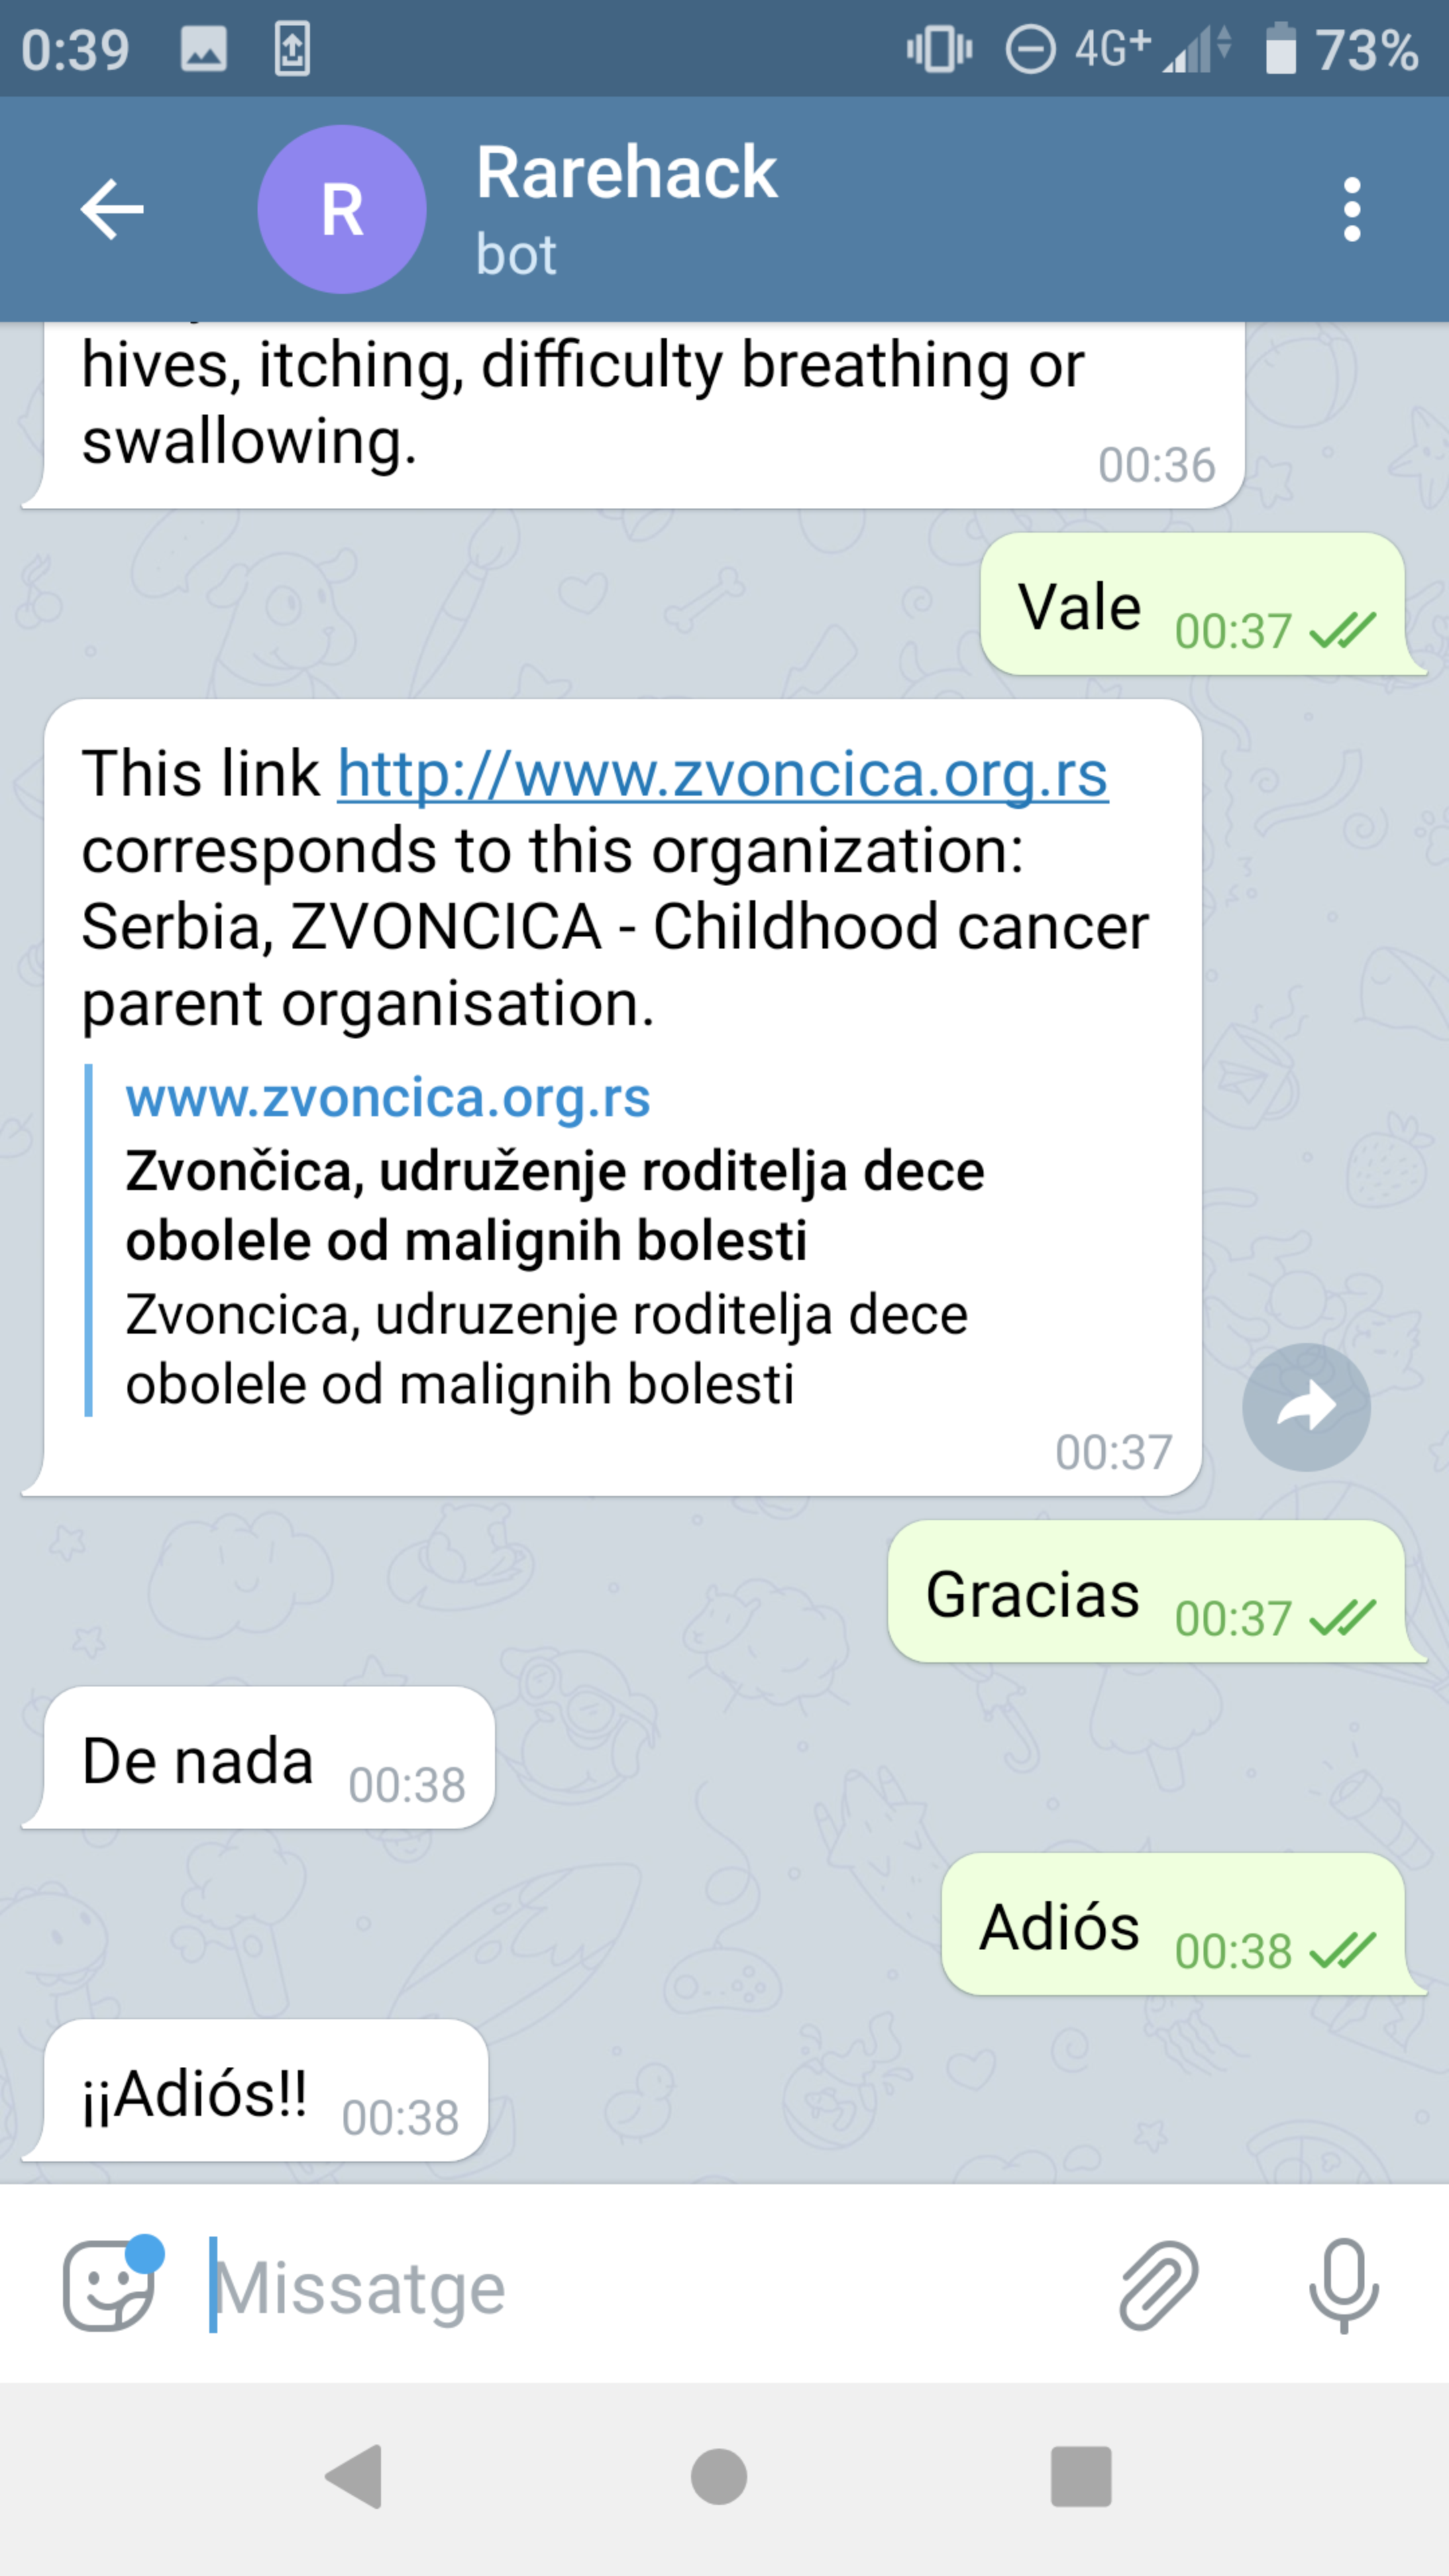 0:39 4G+ 73%
R
Rarehack
bot
hives, itching, difficulty breathing or
swallowing.
00:36
Vale 00:37
This link http://www.zvoncica.org.rs
corresponds to this organization:
Serbia, ZVONCICA - Childhood cancer
parent organisation.
www.zvoncica.org.rs
Zvončica, udruženje roditelja dece
obolele od malignih bolesti
Zvoncica, udruzenje roditelja dece
obolele od malignih bolesti
00:37
Gracias 00:37
De nada 00:38
Adiós 00:38
¡¡Adiós!! 00:38
Missatge